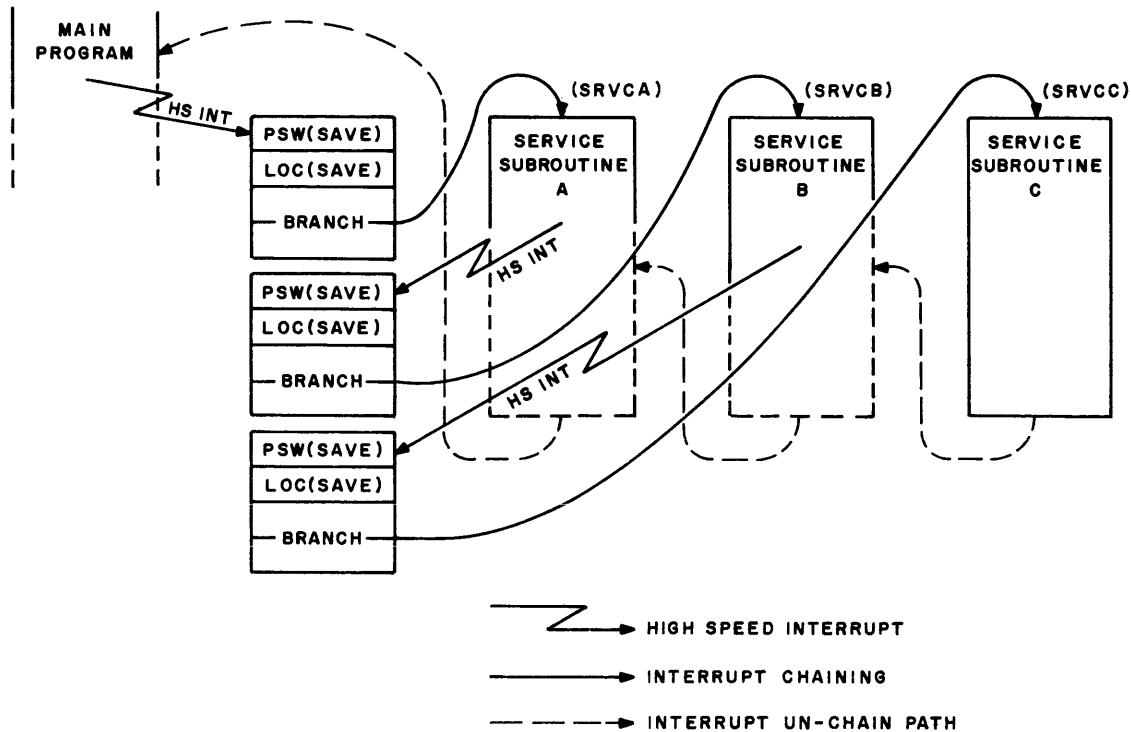 MAIN
PROGRAM
HS INT
PSW(SAVE)
LOC(SAVE)
BRANCH
(SRVCA)
SERVICE
SUBROUTINE
A
(SRVCB)
SERVICE
SUBROUTINE
B
(SRVCC)
SERVICE
SUBROUTINE
C
HS INT
PSW(SAVE)
LOC(SAVE)
BRANCH
HS INT
PSW(SAVE)
LOC(SAVE)
BRANCH
HIGH SPEED INTERRUPT
INTERRUPT CHAINING
INTERRUPT UN-CHAIN PATH